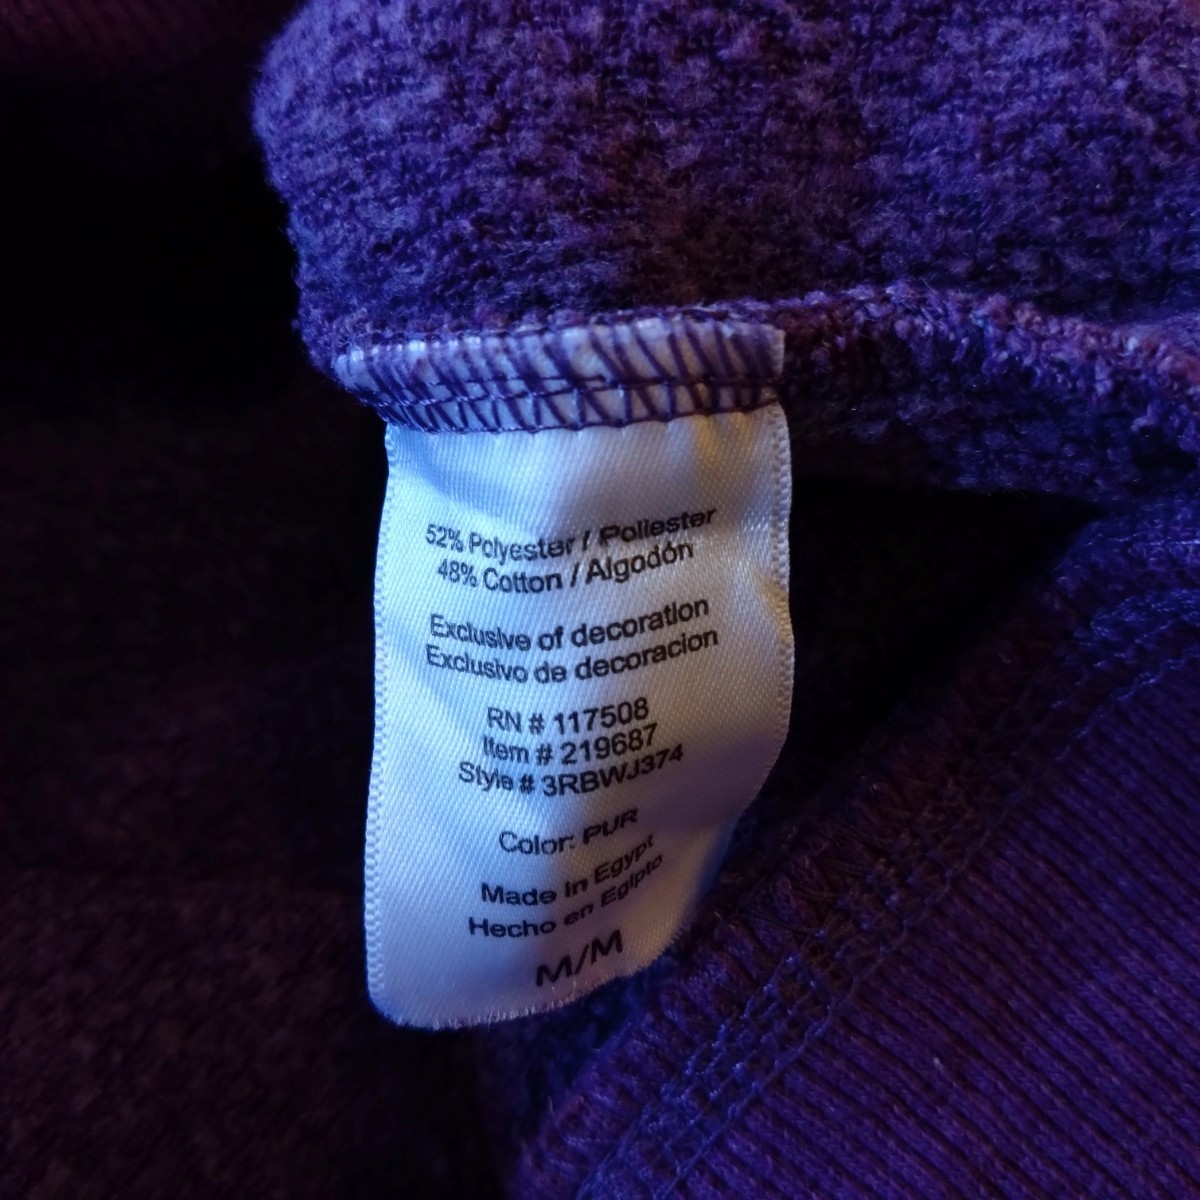 52% Polyester / Poliester
48% Cotton / Algodón
Exclusive of decoration
Exclusivo de decoracion
RN # 117508
Item # 219687
Style # 3RBWJ374
Color: PUR
Made in Egypt
Hecho en Egipto
M/M